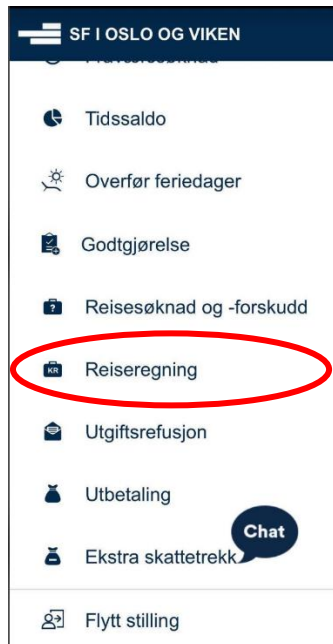 SF I OSLO OG VIKEN
Tidssaldo
Overfør feriedager
Godtgjørelse
?
Reisesøknad og -forskudd
KR
Reiseregning
Utgiftsrefusjon
Utbetaling
Chat
Ekstra skattetrekk
Flytt stilling